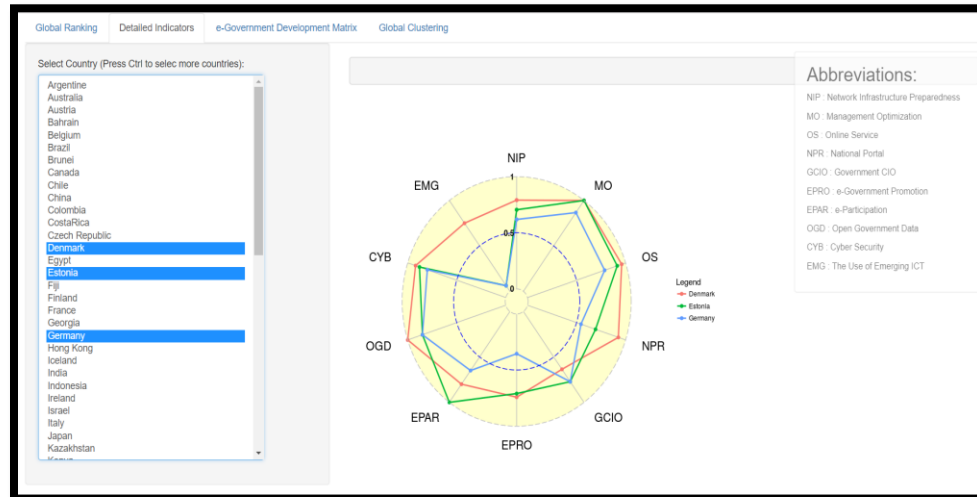 Global Ranking
Detailed Indicators
e-Government Development Matrix
Global Clustering
Select Country (Press Ctrl to selec more countries):
Argentine
Australia
Austria
Bahrain
Belgium
Brazil
Brunei
Canada
Chile
China
Colombia
CostaRica
Czech Republic
Denmark
Egypt
Estonia
Fiji
Finland
France
Georgia
Germany
Hong Kong
Iceland
India
Indonesia
Ireland
Israel
Italy
Japan
Kazakhstan
NIP
1
EMG
MO
0.5
CYB
OS
0
OGD
NPR
EPAR
GCIO
EPRO
Legend
Denmark
Estonia
Germany
Abbreviations:
NIP : Network Infrastructure Preparedness
MO : Management Optimization
OS : Online Service
NPR : National Portal
GCIO : Government CIO
EPRO : e-Government Promotion
EPAR : e-Participation
OGD : Open Government Data
CYB : Cyber Security
EMG : The Use of Emerging ICT